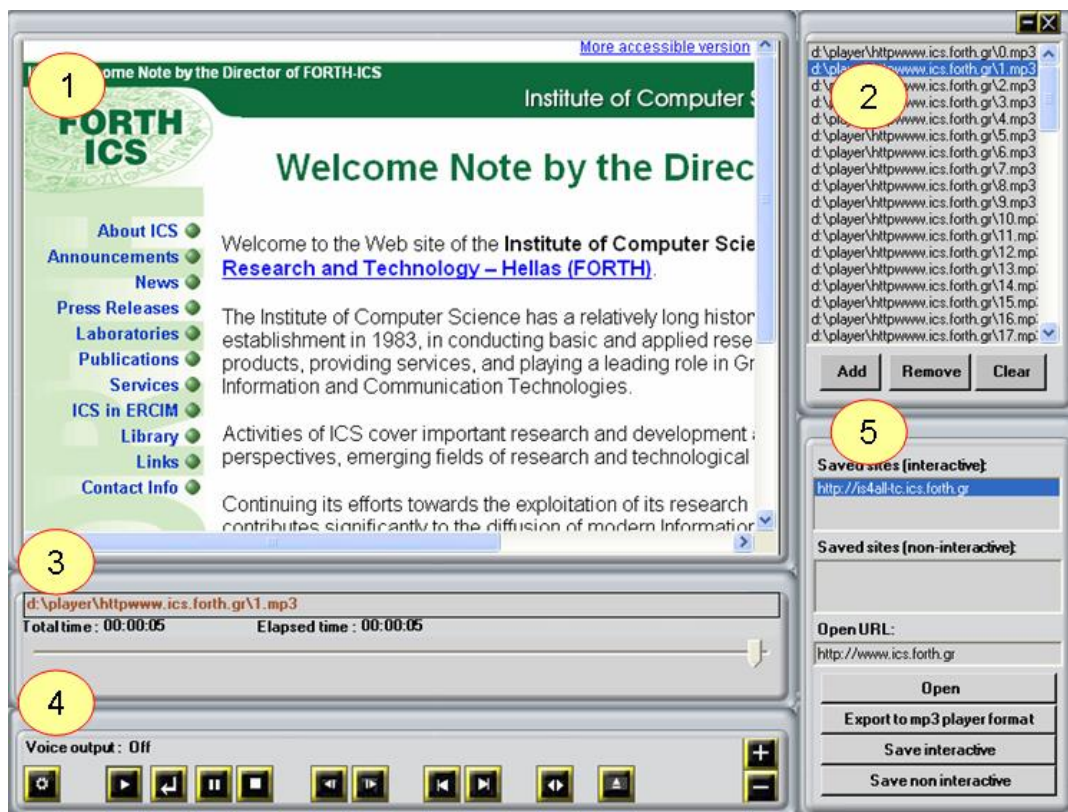 1
More accessible version
ome Note by the Director of FORTH-ICS
Institute of Computer
FORTH
ICS
Welcome Note by the Direc
About ICS
Announcements
News
Press Releases
Laboratories
Publications
Services
ICS in ERCIM
Library
Links
Contact Info
Welcome to the Web site of the Institute of Computer Scie
Research and Technology – Hellas (FORTH).
The Institute of Computer Science has a relatively long histor
establishment in 1983, in conducting basic and applied rese
products, providing services, and playing a leading role in Gr
Information and Communication Technologies.
Activities of ICS cover important research and development
perspectives, emerging fields of research and technological
Continuing its efforts towards the exploitation of its research
contributes significantly to the diffusion of modern Information
2
d:\player\httpwww.ics.forth.gr\0.mp3
d:\player\httpwww.ics.forth.gr\1.mp3
d:\player\httpwww.ics.forth.gr\2.mp3
d:\player\httpwww.ics.forth.gr\3.mp3
d:\player\httpwww.ics.forth.gr\4.mp3
d:\player\httpwww.ics.forth.gr\5.mp3
d:\player\httpwww.ics.forth.gr\6.mp3
d:\player\httpwww.ics.forth.gr\7.mp3
d:\player\httpwww.ics.forth.gr\8.mp3
d:\player\httpwww.ics.forth.gr\9.mp3
d:\player\httpwww.ics.forth.gr\10.mp
d:\player\httpwww.ics.forth.gr\11.mp
d:\player\httpwww.ics.forth.gr\12.mp
d:\player\httpwww.ics.forth.gr\13.mp
d:\player\httpwww.ics.forth.gr\14.mp
d:\player\httpwww.ics.forth.gr\15.mp
d:\player\httpwww.ics.forth.gr\16.mp
d:\player\httpwww.ics.forth.gr\17.mp
Add Remove Clear
3
d:\player\httpwww.ics.forth.gr\1.mp3
Total time : 00:00:05 Elapsed time : 00:00:05
4
Voice output : Off
5
Saved sites (interactive):
http://is4all-tc.ics.forth.gr
Saved sites (non-interactive):
Open URL:
http://www.ics.forth.gr
Open
Export to mp3 player format
Save interactive
Save non interactive